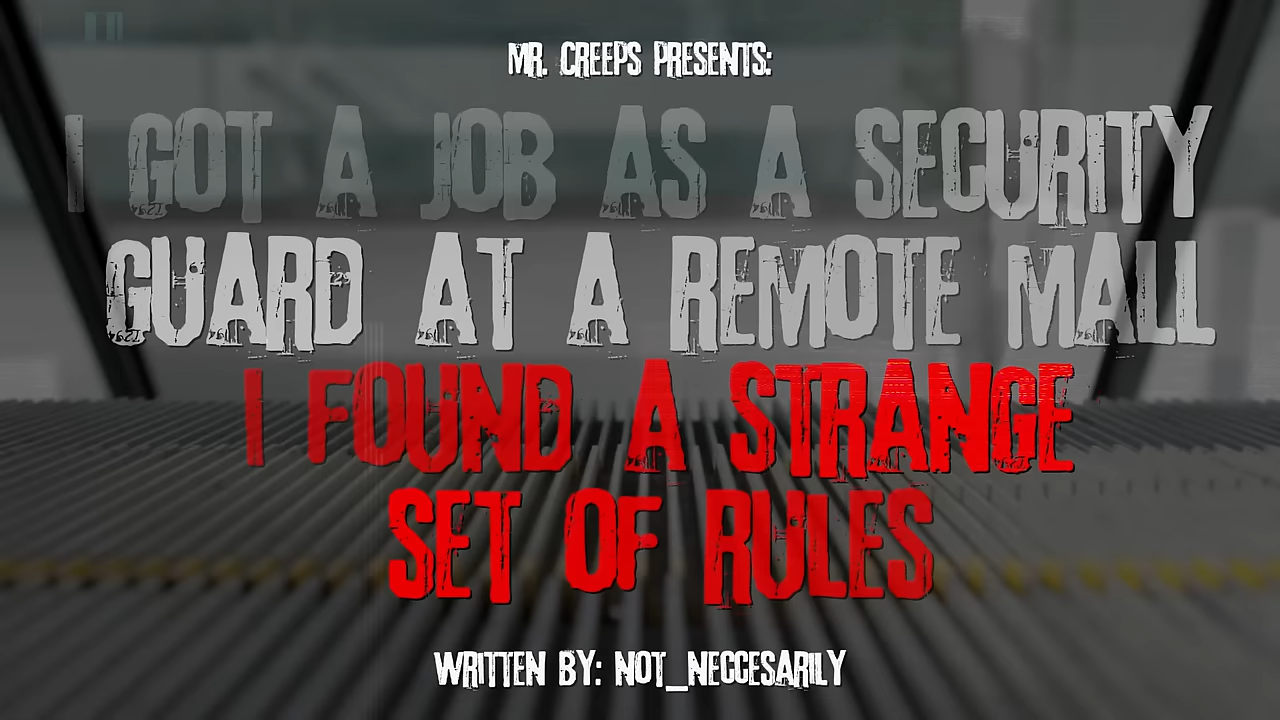 MR. CREEPS PRESENTS:
I GOT A JOB AS A SECURITY
GUARD AT A REMOTE MALL
I FOUND A STRANGE
SET OF RULES
WRITTEN BY: NOT_NECCESARILY